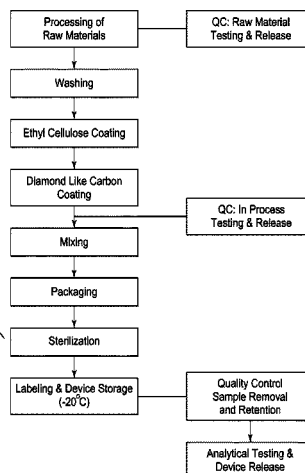 Processing of
Raw Materials
QC: Raw Material
Testing & Release
Washing
Ethyl Cellulose Coating
Diamond Like Carbon
Coating
QC: In Process
Testing & Release
Mixing
Packaging
Sterilization
Labeling & Device Storage
(-20°C)
Quality Control
Sample Removal
and Retention
Analytical Testing &
Device Release